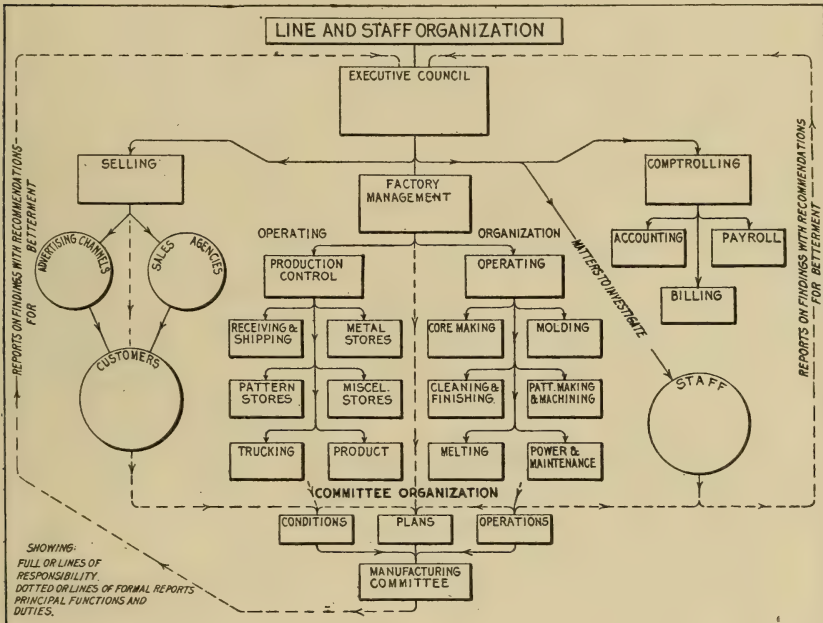 LINE AND STAFF ORGANIZATION
EXECUTIVE COUNCIL
REPORTS ON FINDINGS WITH RECOMMENDATIONS
FOR BETTERMENT
SELLING
FACTORY
MANAGEMENT
COMPTROLLING
REPORTS ON FINDINGS WITH RECOMMENDATIONS
FOR BETTERMENT
ADVERTISING CHANNELS
SALES AGENCIES
OPERATING
ORGANIZATION
MATTERS TO INVESTIGATE
ACCOUNTING
PAYROLL
BILLING
PRODUCTION
CONTROL
OPERATING
RECEIVING &
SHIPPING
METAL
STORES
CORE MAKING
MOLDING
CUSTOMERS
PATTERN
STORES
MISCEL.
STORES
CLEANING &
FINISHING.
PATT. MAKING
& MACHINING
STAFF
TRUCKING
PRODUCT
MELTING
POWER &
MAINTENANCE
COMMITTEE ORGANIZATION
CONDITIONS
PLANS
OPERATIONS
MANUFACTURING
COMMITTEE
SHOWING:
FULL OR LINES OF
RESPONSIBILITY.
DOTTED OR LINES OF FORMAL REPORTS
PRINCIPAL FUNCTIONS AND
DUTIES.